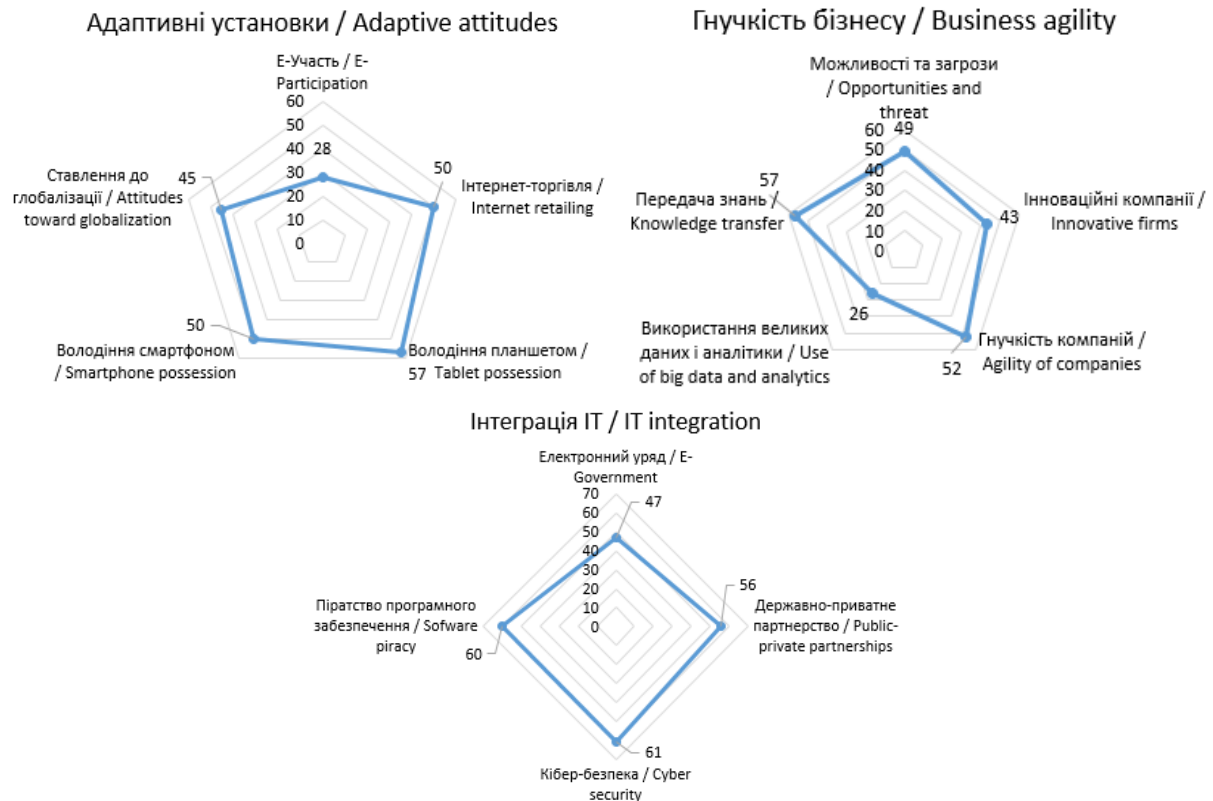 Адаптивні установки / Adaptive attitudes
Е-Участь / E-
Participation
60
50
40
30
20
10
0
28
50
Інтернет-торгівля /
Internet retailing
Володіння планшетом /
57 Tablet possession
50
Володіння смартфоном
/ Smartphone possession
Ставлення до
45
глобалізації / Attitudes
toward globalization
Гнучкість бізнесу / Business agility
Можливості та загрози
/ Opportunities and
threat
60
49
50
40
30
20
10
0
43
Інноваційні компанії /
Innovative firms
Гнучкість компаній /
Agility of companies
52
26
Використання великих
даних і аналітики / Use
of big data and analytics
57
Передача знань /
Knowledge transfer
Інтеграція ІТ / IT integration
Електронний уряд / E-
Government
70
60
50
40
30
20
10
0
47
56
Державно-приватне
партнерство / Public-
private partnerships
61
Кібер-безпека / Cyber
security
Піратство програмного
забезпечення / Sofware
piracy
60